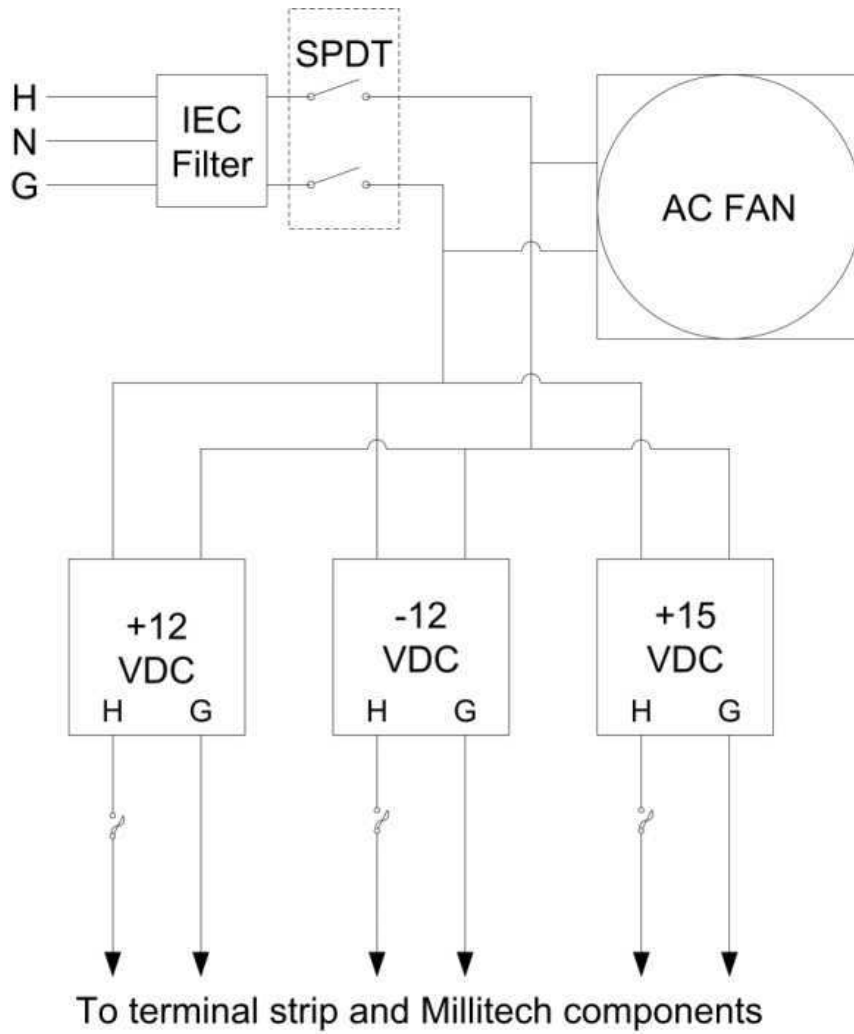 SPDT
H
N
G
IEC
Filter
AC FAN
+12
VDC
H G
-12
VDC
H G
+15
VDC
H G
To terminal strip and Millitech components